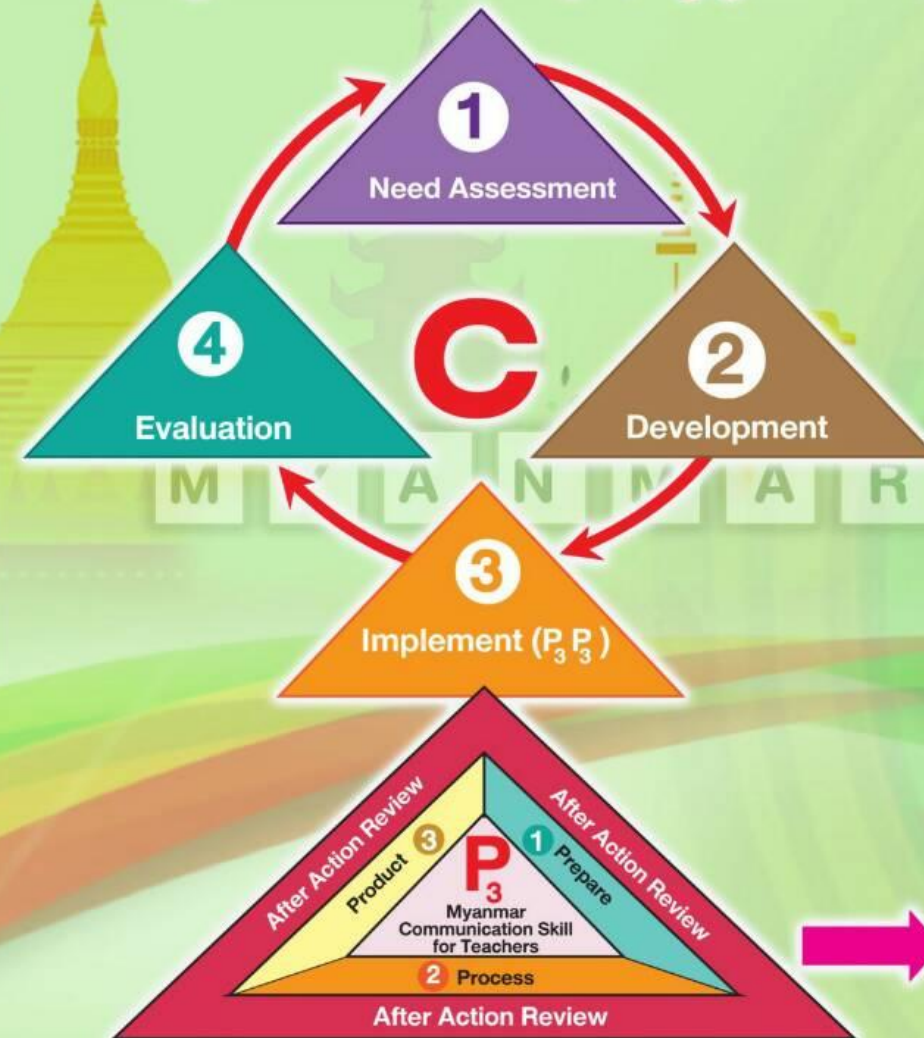 1
Need Assessment
4
Evaluation
C
2
Development
M Y A N M A R
3
Implement (P₃P₃)
After Action Review
After Action Review
Product 3
1 Prepare
P₃
Myanmar
Communication Skill
for Teachers
2 Process
After Action Review